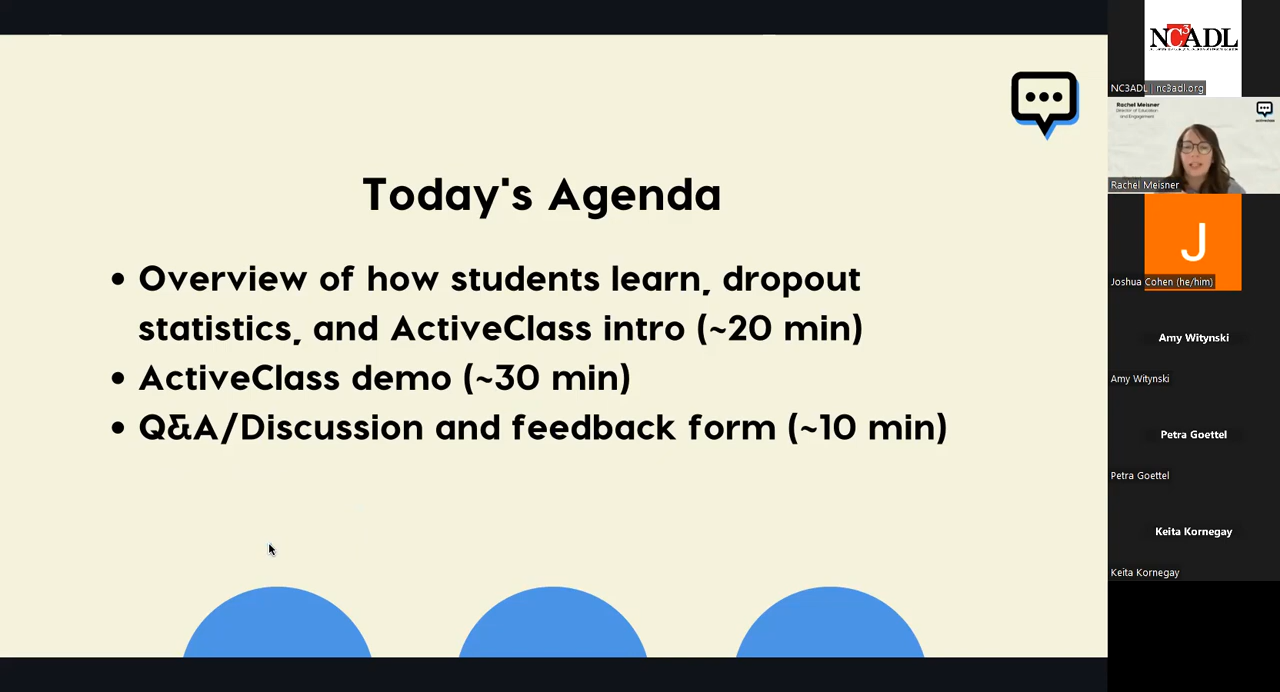 Today's Agenda
• Overview of how students learn, dropout
statistics, and ActiveClass intro (~20 min)
• ActiveClass demo (~30 min)
• Q&A/Discussion and feedback form (~10 min)
NC3ADL
NC3ADL | nc3adl.org
Rachel Meisner
Director of Education
and Engagement
Rachel Meisner
J
Joshua Cohen (he/him)
Amy Witynski
Amy Witynski
Petra Goettel
Petra Goettel
Keita Kornegay
Keita Kornegay